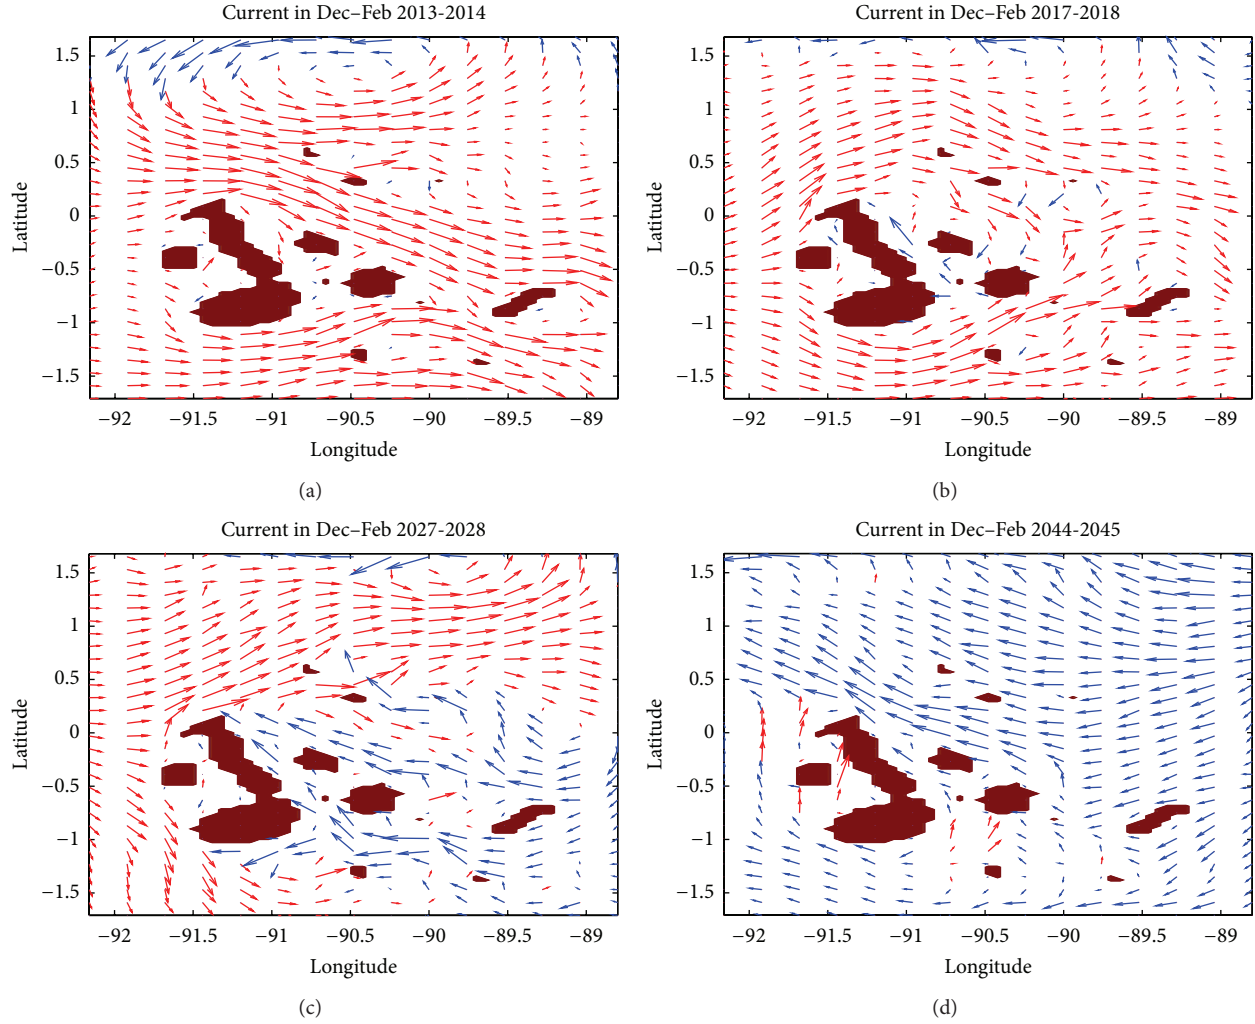 Current in Dec–Feb 2013-2014
1.5
1
0.5
0
−0.5
−1
−1.5
Latitude
−92 −91.5 −91 −90.5 −90 −89.5 −89
Longitude
(a)
Current in Dec–Feb 2017-2018
1.5
1
0.5
0
−0.5
−1
−1.5
Latitude
−92 −91.5 −91 −90.5 −90 −89.5 −89
Longitude
(b)
Current in Dec–Feb 2027-2028
1.5
1
0.5
0
−0.5
−1
−1.5
Latitude
−92 −91.5 −91 −90.5 −90 −89.5 −89
Longitude
(c)
Current in Dec–Feb 2044-2045
1.5
1
0.5
0
−0.5
−1
−1.5
Latitude
−92 −91.5 −91 −90.5 −90 −89.5 −89
Longitude
(d)